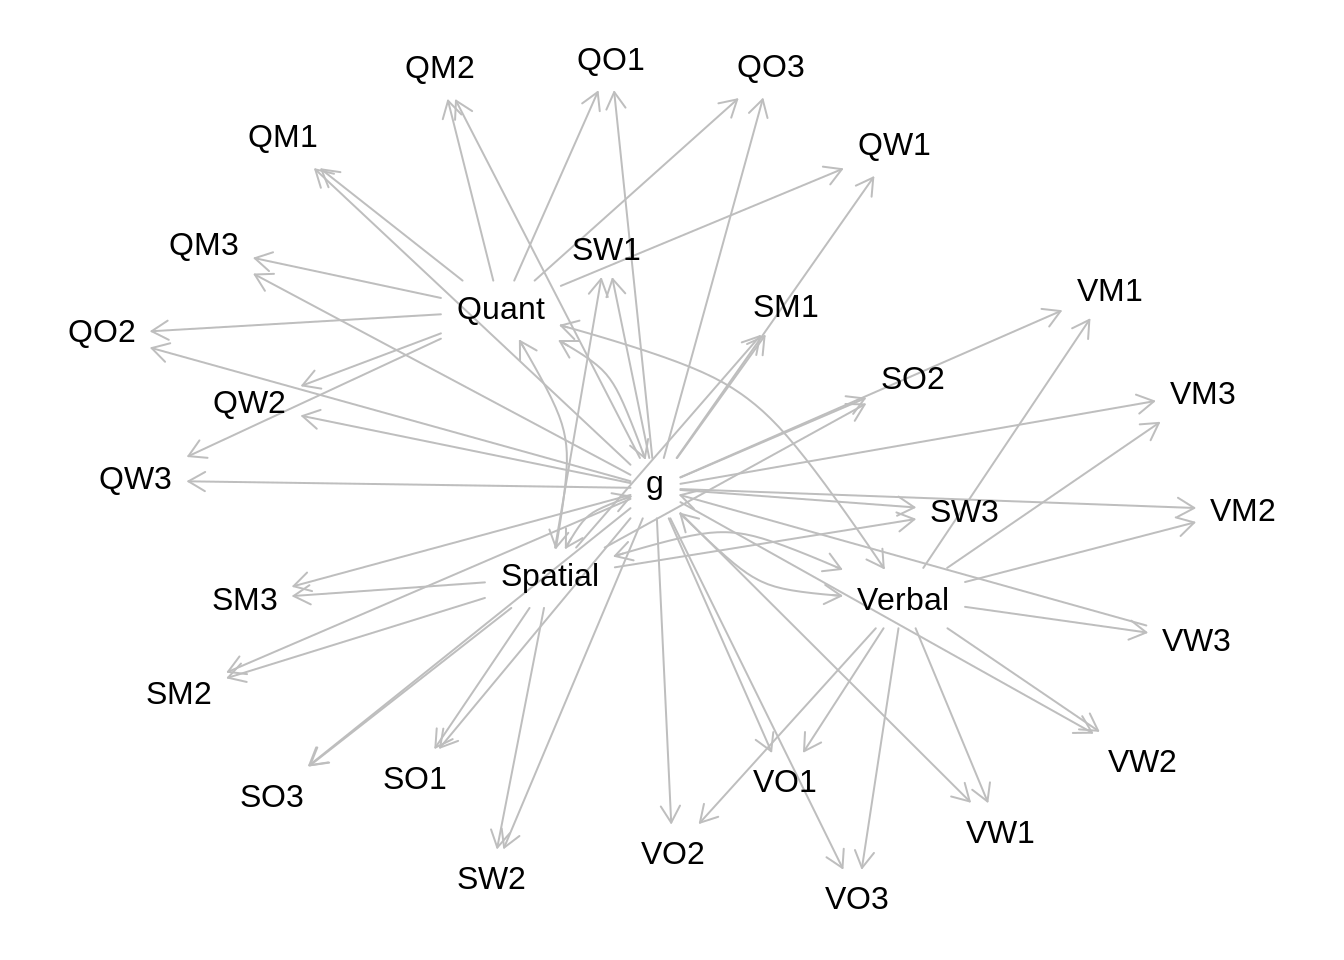 QO1
QO3
QM2
QM1
QW1
QM3
SW1
VM1
SM1
Quant
QO2
SO2
VM3
QW2
QW3
g
VM2
SW3
Spatial
SM3
Verbal
VW3
SM2
VW2
SO1
VO1
SO3
VW1
VO2
SW2
VO3